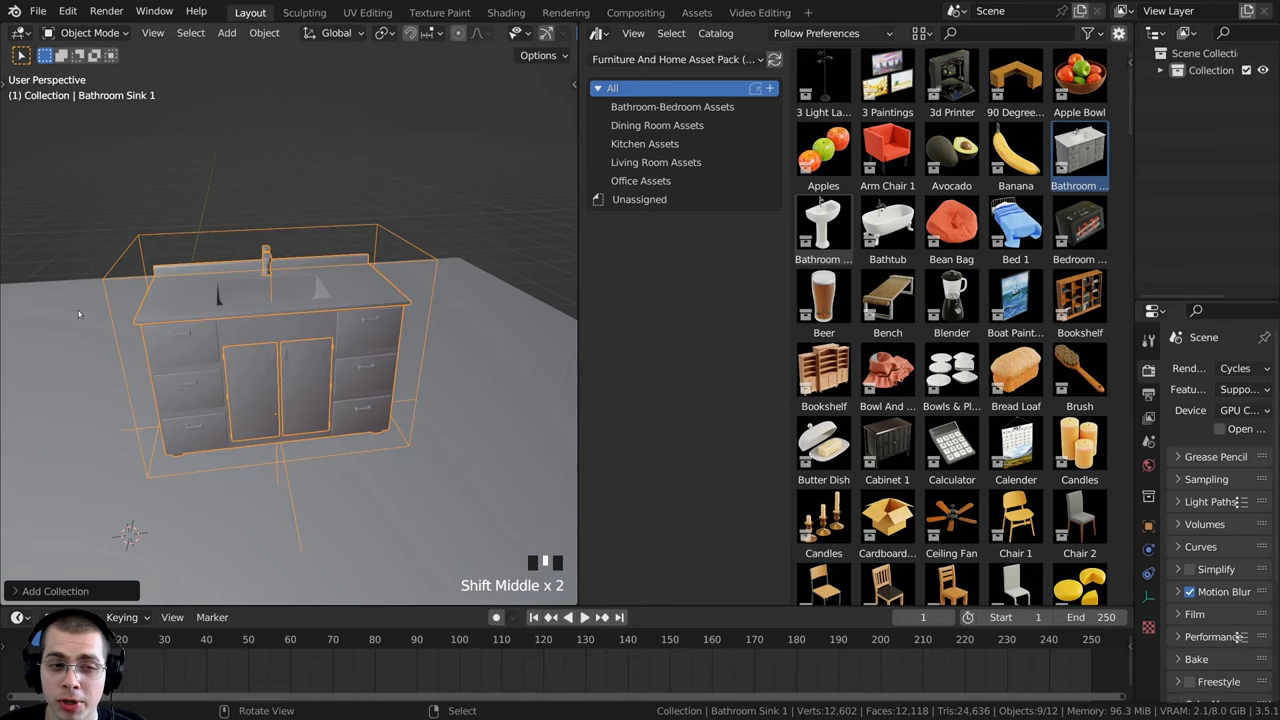 File Edit Render Window Help Layout Sculpting UV Editing Texture Paint Shading Rendering Compositing Assets Video Editing + Scene View Layer
Object Mode View Select Add Object Global View Select Catalog Follow Preferences
Options
User Perspective
(1) Collection | Bathroom Sink 1
Furniture And Home Asset Pack (...
All
Bathroom-Bedroom Assets
Dining Room Assets
Kitchen Assets
Living Room Assets
Office Assets
Unassigned
3 Light La... 3 Paintings 3d Printer 90 Degree... Apple Bowl
Apples Arm Chair 1 Avocado Banana Bathroom ...
Bathroom ... Bathtub Bean Bag Bed 1 Bedroom ...
Beer Bench Blender Boat Paint... Bookshelf
Bookshelf Bowl And ... Bowls & Pl... Bread Loaf Brush
Butter Dish Cabinet 1 Calculator Calender Candles
Candles Cardboard... Ceiling Fan Chair 1 Chair 2
Scene Collecti
Collection
Scene
Rend... Cycles
Featu... Suppo...
Device GPU C...
Open ...
Grease Pencil
Sampling
Light Paths
Volumes
Curves
Simplify
Motion Blur
Film
Performanc
Bake
Freestyle
Shift Middle x 2
Add Collection
Keying View Marker 1 Start 1 End 250
20 30 40 50 60 70 80 90 100 110 120 130 140 150 160 170 180 190 200 210 220 230 240 250
Rotate View Select Collection | Bathroom Sink 1 | Verts:12,602 | Faces:12,118 | Tris:24,636 | Objects:9/12 | Memory: 96.3 MiB | VRAM: 2.1/8.0 GiB | 3.5.1